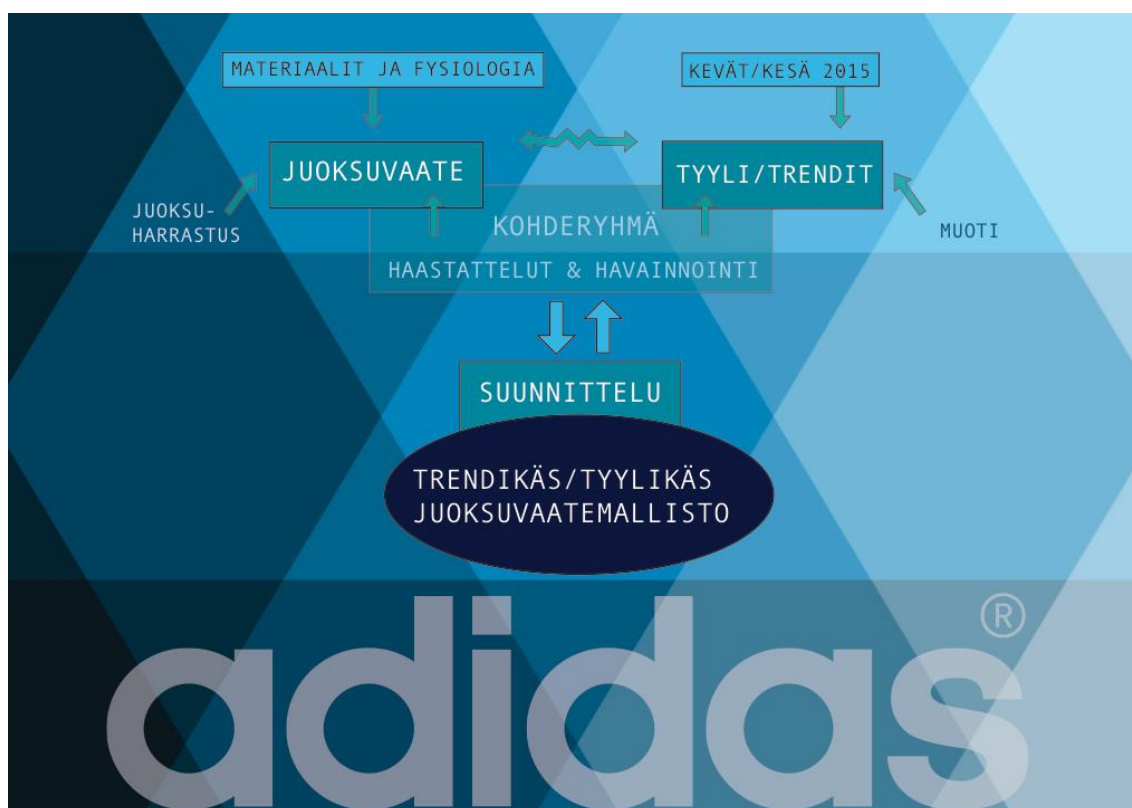 MATERIAALIT JA FYSIOLOGIA
KEVÄT/KESÄ 2015
JUOKSUVAATE
TYYLI/TRENDIT
JUOKSU-
HARRASTUS
KOHDERYHMÄ
MUOTI
HAASTATTELUT & HAVAINNOINTI
SUUNNITTELU
TRENDIKÄS/TYYLIKÄS
JUOKSUVAATEMALLISTO
adidas®